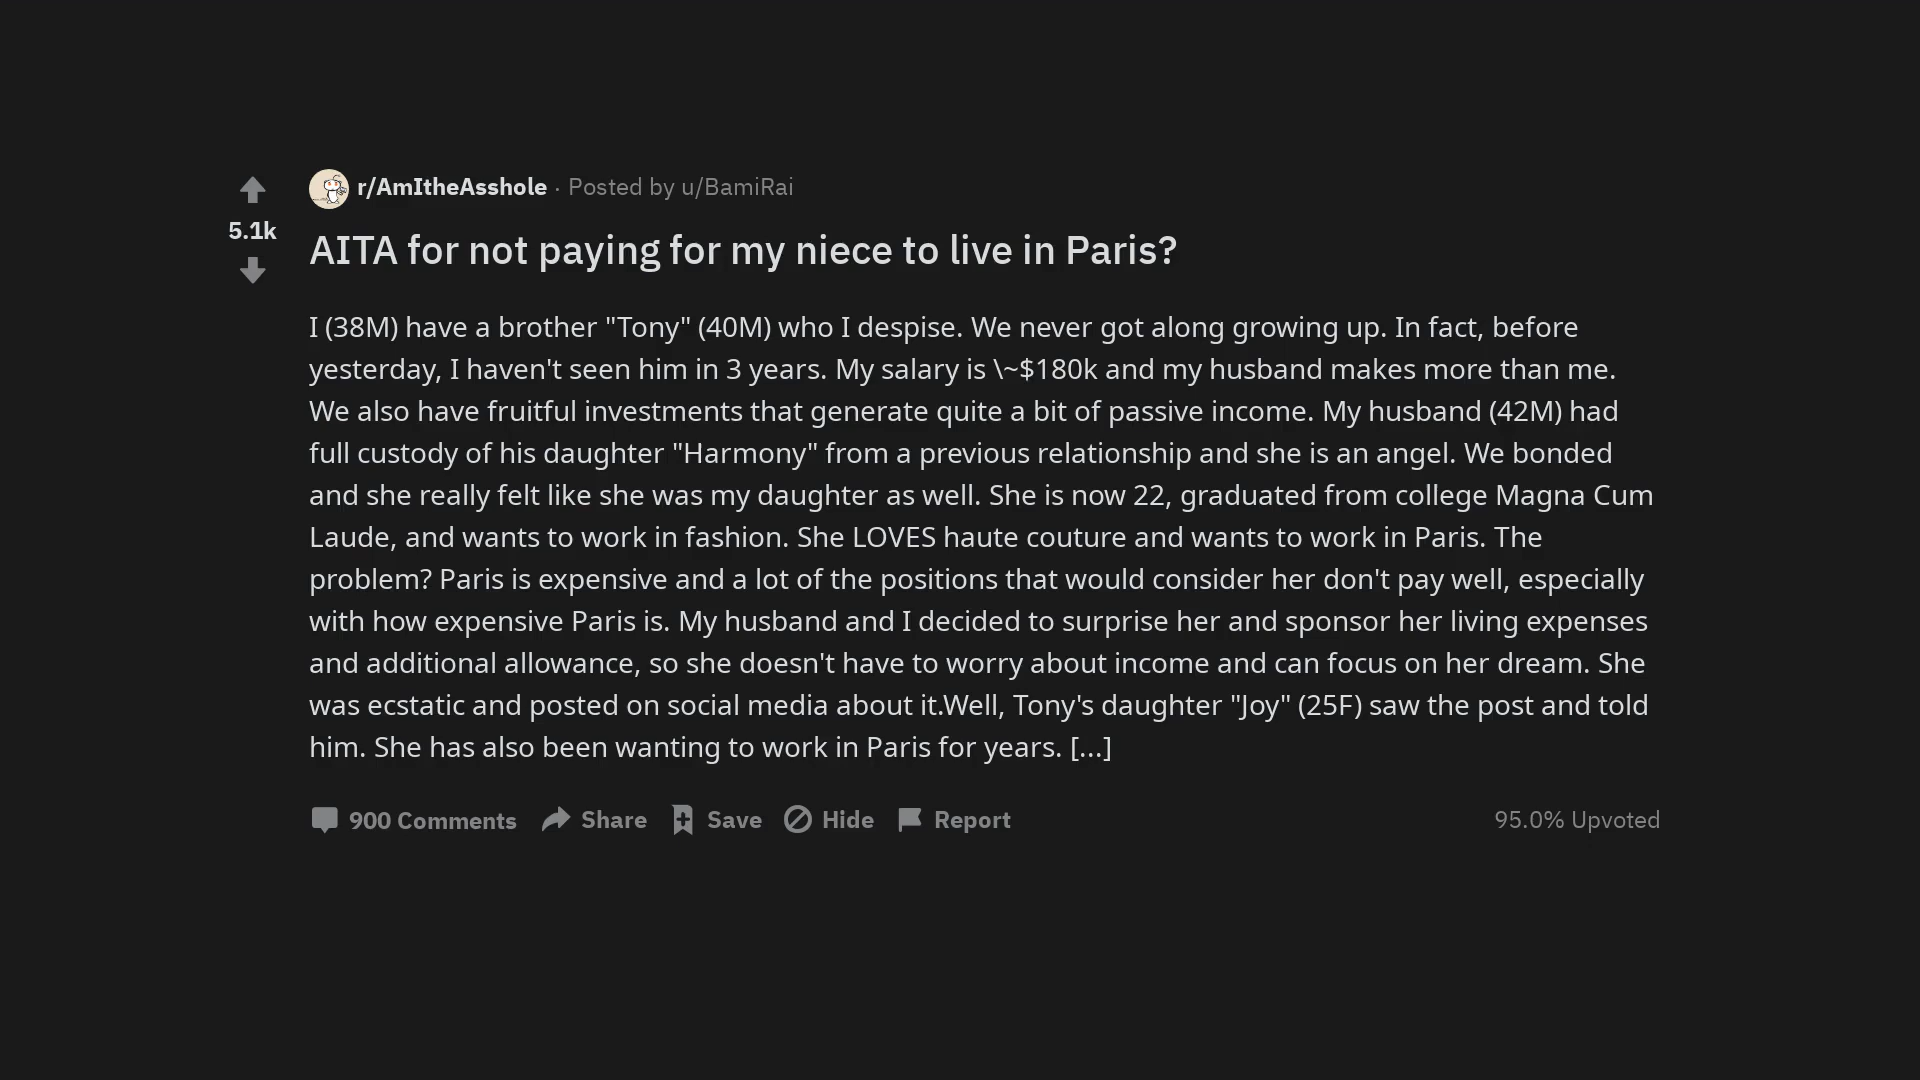 r/AmItheAsshole · Posted by u/BamiRai
5.1k
AITA for not paying for my niece to live in Paris?
I (38M) have a brother "Tony" (40M) who I despise. We never got along growing up. In fact, before
yesterday, I haven't seen him in 3 years. My salary is \~$180k and my husband makes more than me.
We also have fruitful investments that generate quite a bit of passive income. My husband (42M) had
full custody of his daughter "Harmony" from a previous relationship and she is an angel. We bonded
and she really felt like she was my daughter as well. She is now 22, graduated from college Magna Cum
Laude, and wants to work in fashion. She LOVES haute couture and wants to work in Paris. The
problem? Paris is expensive and a lot of the positions that would consider her don't pay well, especially
with how expensive Paris is. My husband and I decided to surprise her and sponsor her living expenses
and additional allowance, so she doesn't have to worry about income and can focus on her dream. She
was ecstatic and posted on social media about it.Well, Tony's daughter "Joy" (25F) saw the post and told
him. She has also been wanting to work in Paris for years. [...]
900 Comments Share Save Hide Report 95.0% Upvoted